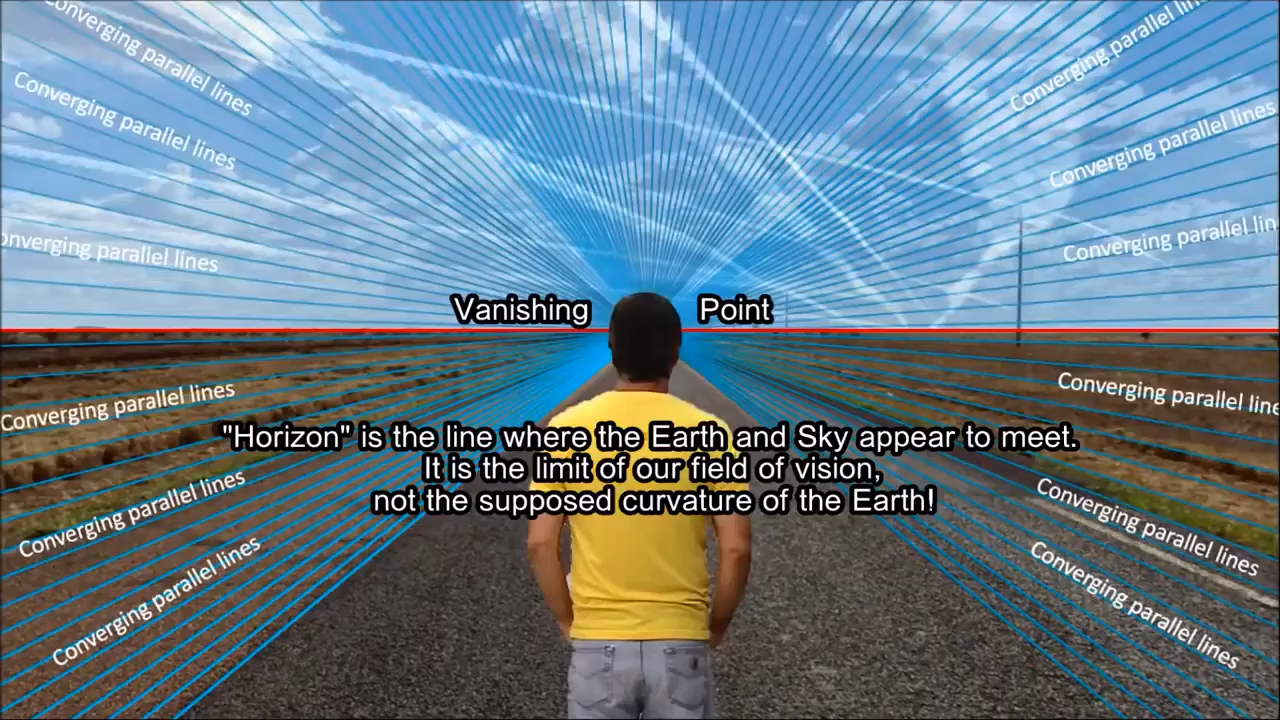 Converging parallel lines
Converging parallel lines
Converging parallel lines
Converging parallel lines
onverging parallel lines
Converging parallel lin
Vanishing Point
Converging parallel lines
Converging parallel line
"Horizon" is the line where the Earth and Sky appear to meet.
It is the limit of our field of vision,
not the supposed curvature of the Earth!
Converging parallel lines
Converging parallel lines
Converging parallel lines
Converging parallel lines